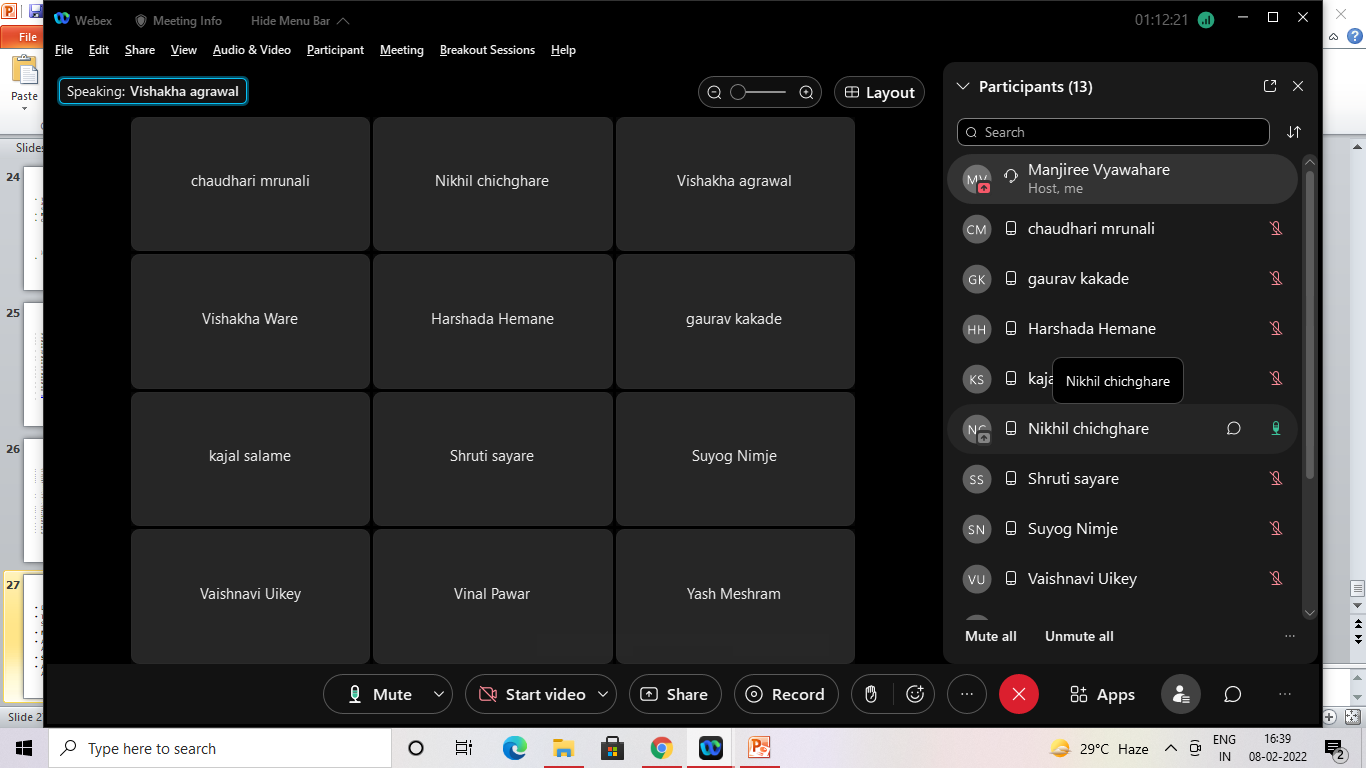 File
Webex
Meeting Info
Hide Menu Bar
01:12:21
File Edit Share View Audio & Video Participant Meeting Breakout Sessions Help
Paste
Speaking: Vishakha agrawal
Layout
Slides
24
25
26
27
chaudhari mrunali
Nikhil chichghare
Vishakha agrawal
Vishakha Ware
Harshada Hemane
gaurav kakade
kajal salame
Shruti sayare
Suyog Nimje
Vaishnavi Uikey
Vinal Pawar
Yash Meshram
Participants (13)
Search
MV
Manjiree Vyawahare
Host, me
CM chaudhari mrunali
GK gaurav kakade
HH Harshada Hemane
KS kaja
Nikhil chichghare
NC Nikhil chichghare
SS Shruti sayare
SN Suyog Nimje
VU Vaishnavi Uikey
Mute all Unmute all
Mute
Start video
Share
Record
Apps
Slide 2
Type here to search
29°C Haze
ENG
IN
16:39
08-02-2022
2